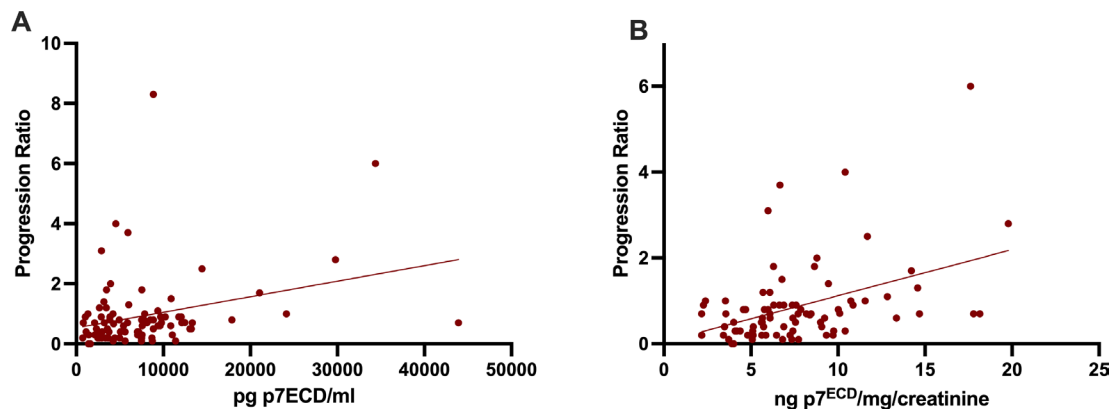 A
Progression Ratio
10
8
6
4
2
0
0 10000 20000 30000 40000 50000
pg p7ECD/ml
B
Progression Ratio
6
4
2
0
0 5 10 15 20 25
ng p7ECD/mg/creatinine